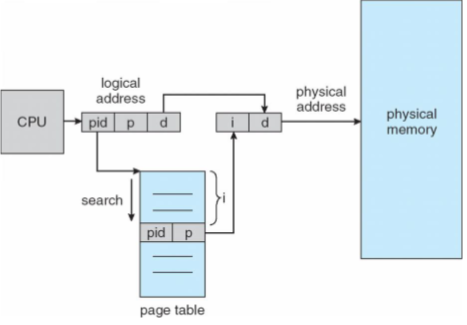 logical
address
physical
address
CPU
pid p d
i d
physical
memory
search
i
pid p
page table